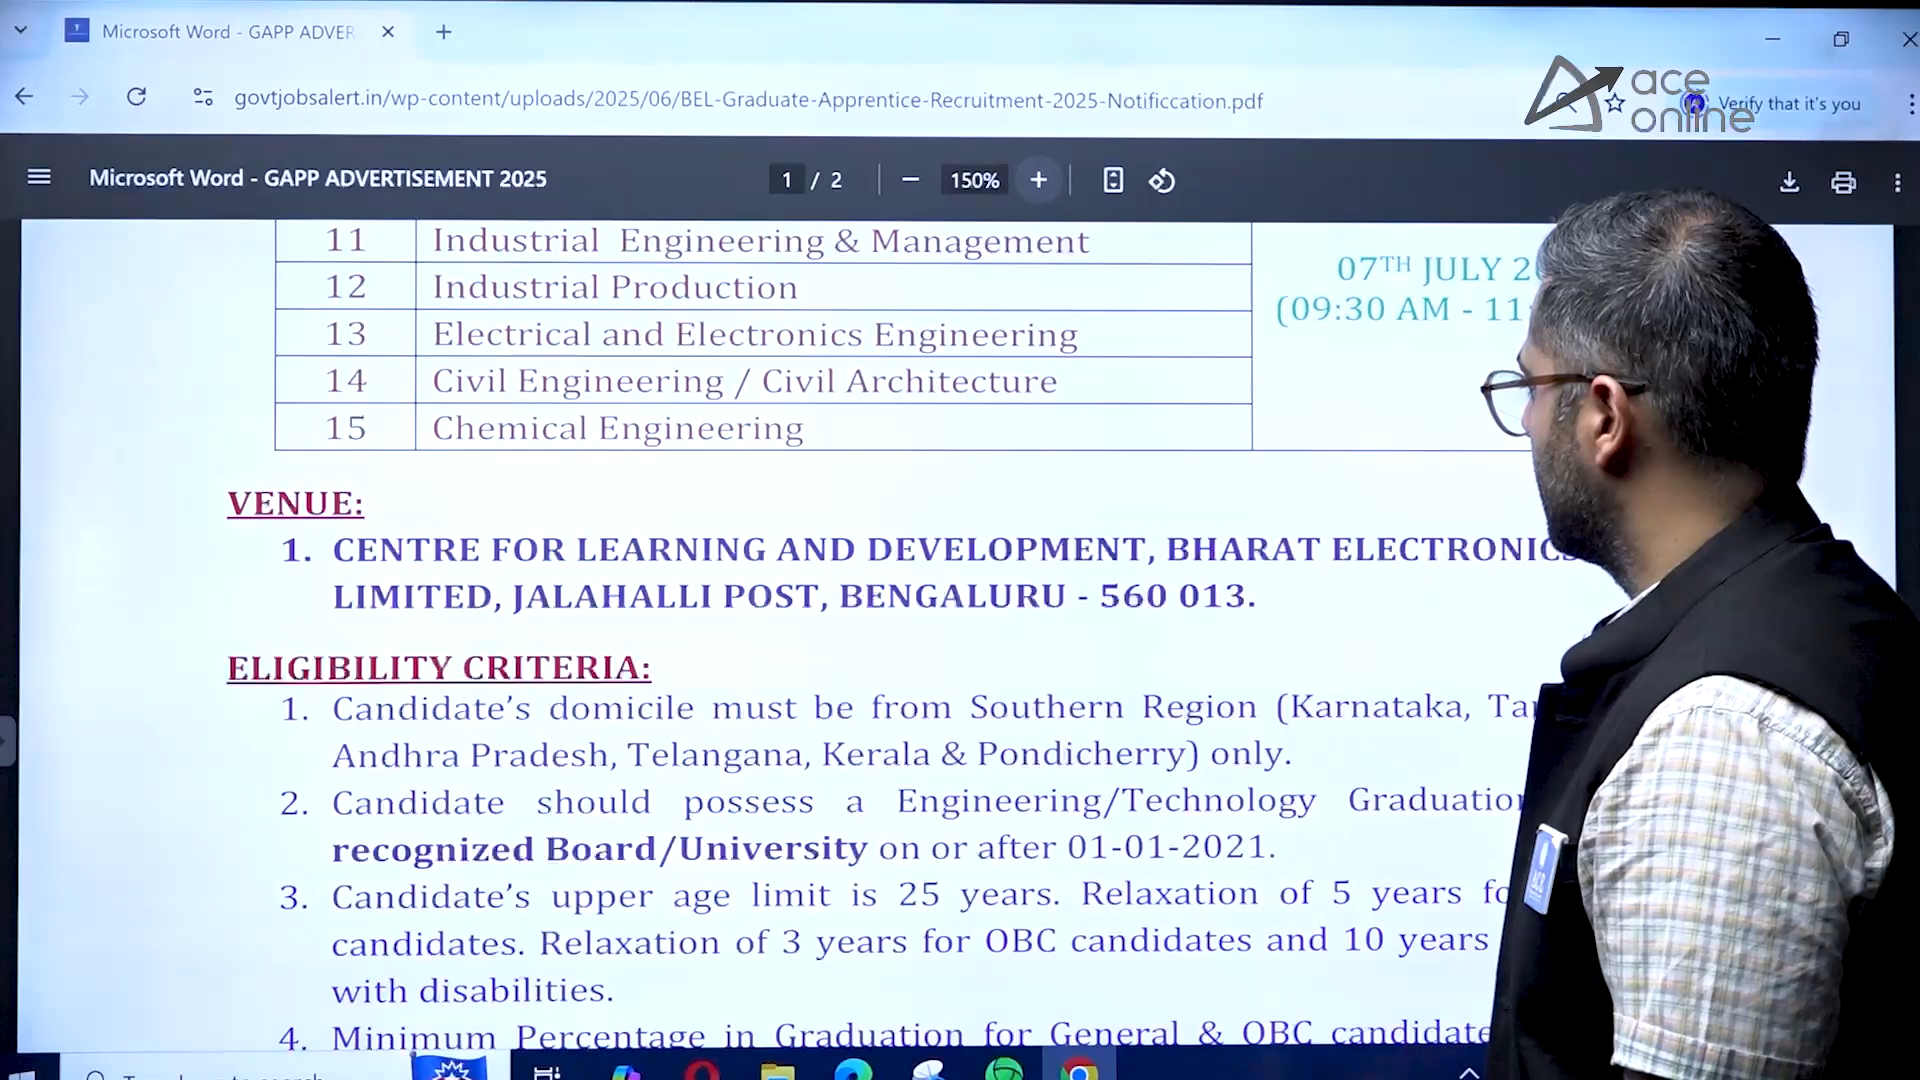 Microsoft Word - GAPP ADVER
govtjobsalert.in/wp-content/uploads/2025/06/BEL-Graduate-Apprentice-Recruitment-2025-Notificcation.pdf
Verify that it's you
ace
online
Microsoft Word - GAPP ADVERTISEMENT 2025
1 / 2
150%
11 Industrial Engineering & Management
12 Industrial Production
13 Electrical and Electronics Engineering
14 Civil Engineering / Civil Architecture
15 Chemical Engineering
07TH JULY
(09:30 AM - 11
VENUE:
1. CENTRE FOR LEARNING AND DEVELOPMENT, BHARAT ELECTRONICS
LIMITED, JALAHALLI POST, BENGALURU - 560 013.
ELIGIBILITY CRITERIA:
1. Candidate's domicile must be from Southern Region (Karnataka,
Andhra Pradesh, Telangana, Kerala & Pondicherry) only.
2. Candidate should possess a Engineering/Technology Graduation
recognized Board/University on or after 01-01-2021.
3. Candidate's upper age limit is 25 years. Relaxation of 5 years
candidates. Relaxation of 3 years for OBC candidates and 10 years
with disabilities.
4. Minimum Percentage in Graduation for General & OBC candidate
ACE